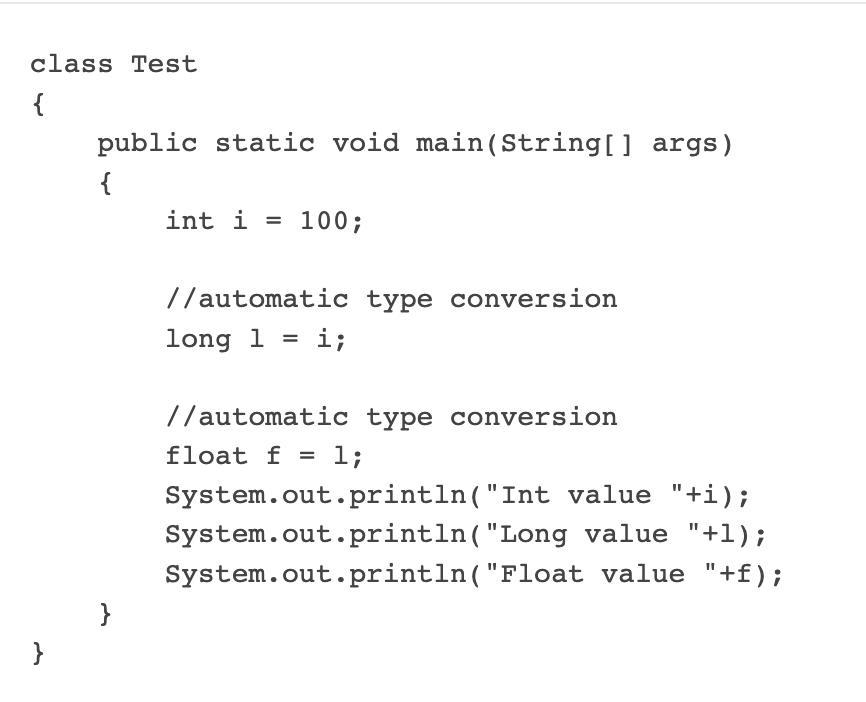 class Test
{
    public static void main(String[] args)
    {
        int i = 100;

        //automatic type conversion
        long l = i;

        //automatic type conversion
        float f = l;
        System.out.println("Int value "+i);
        System.out.println("Long value "+l);
        System.out.println("Float value "+f);
    }
}